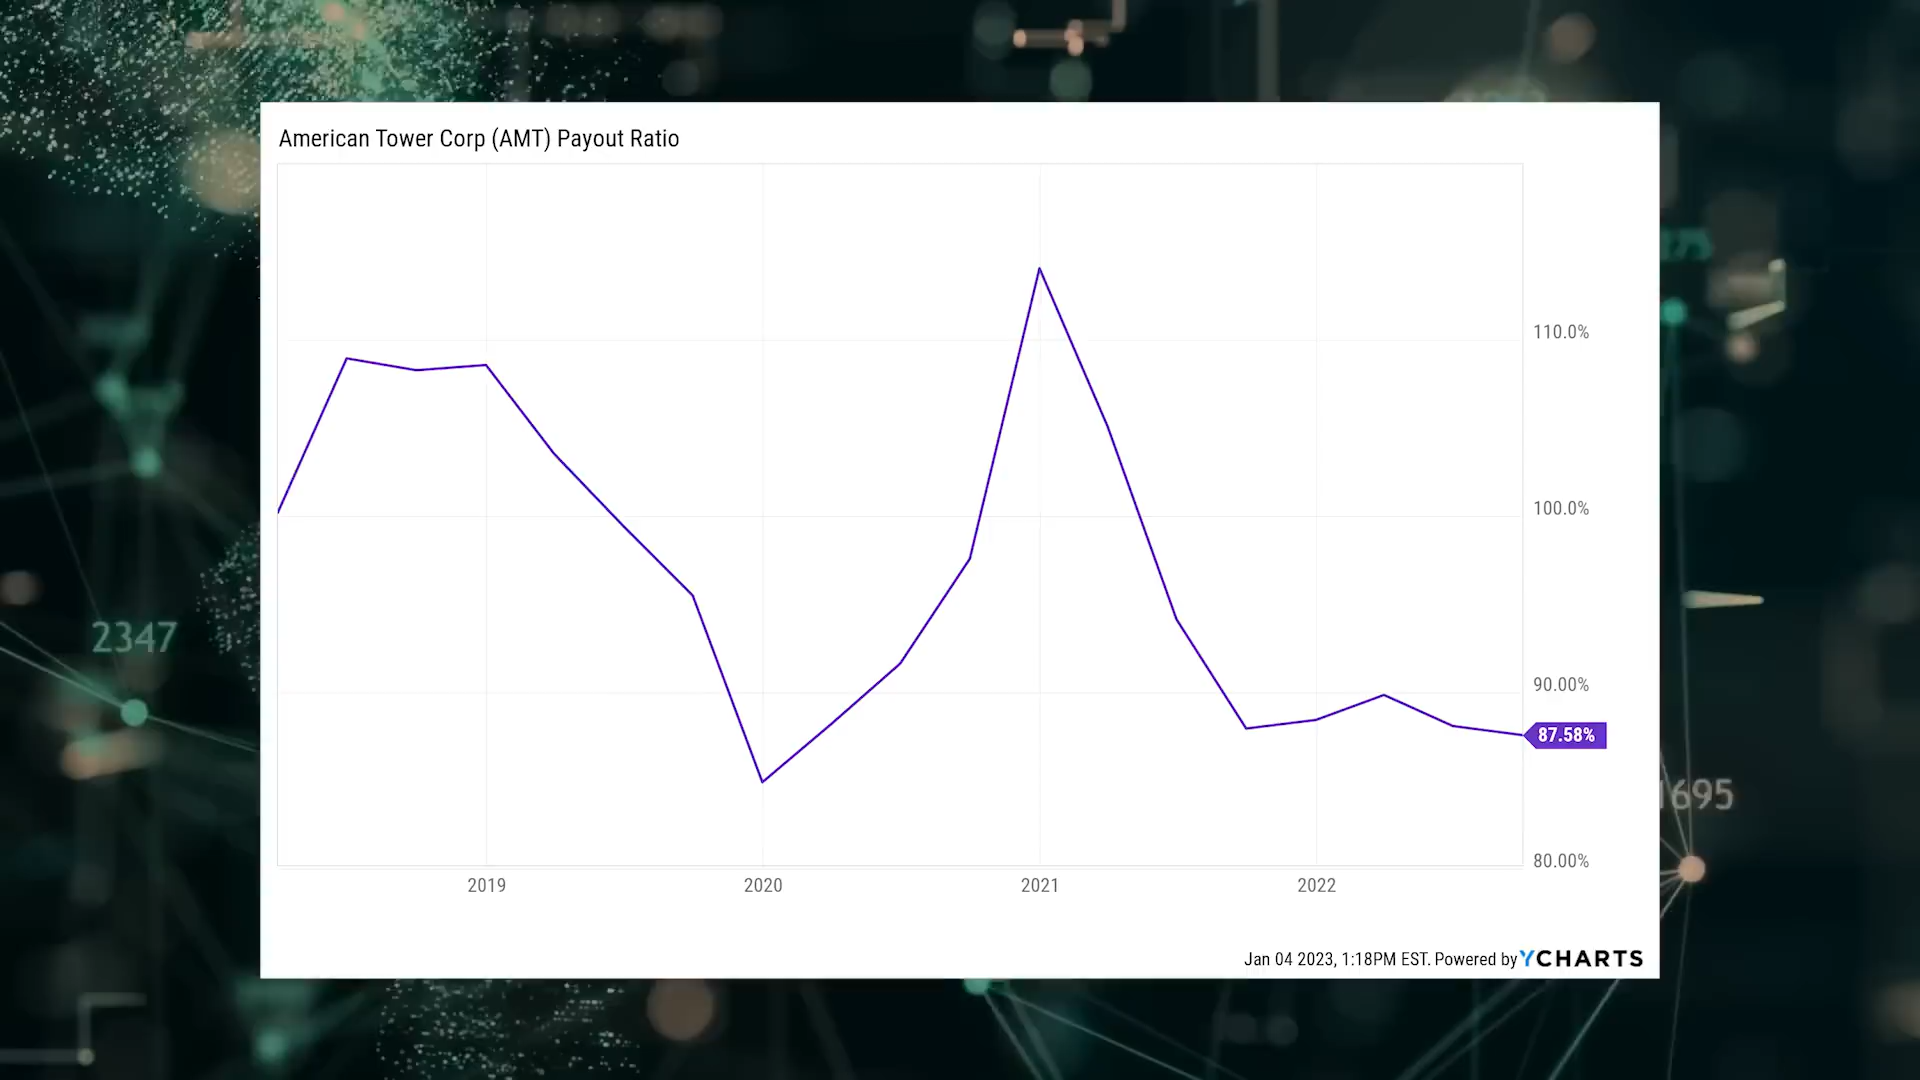 American Tower Corp (AMT) Payout Ratio
110.0%
100.0%
90.00%
87.58%
80.00%
2019 2020 2021 2022
Jan 04 2023, 1:18PM EST. Powered by YCHARTS
2347
1695